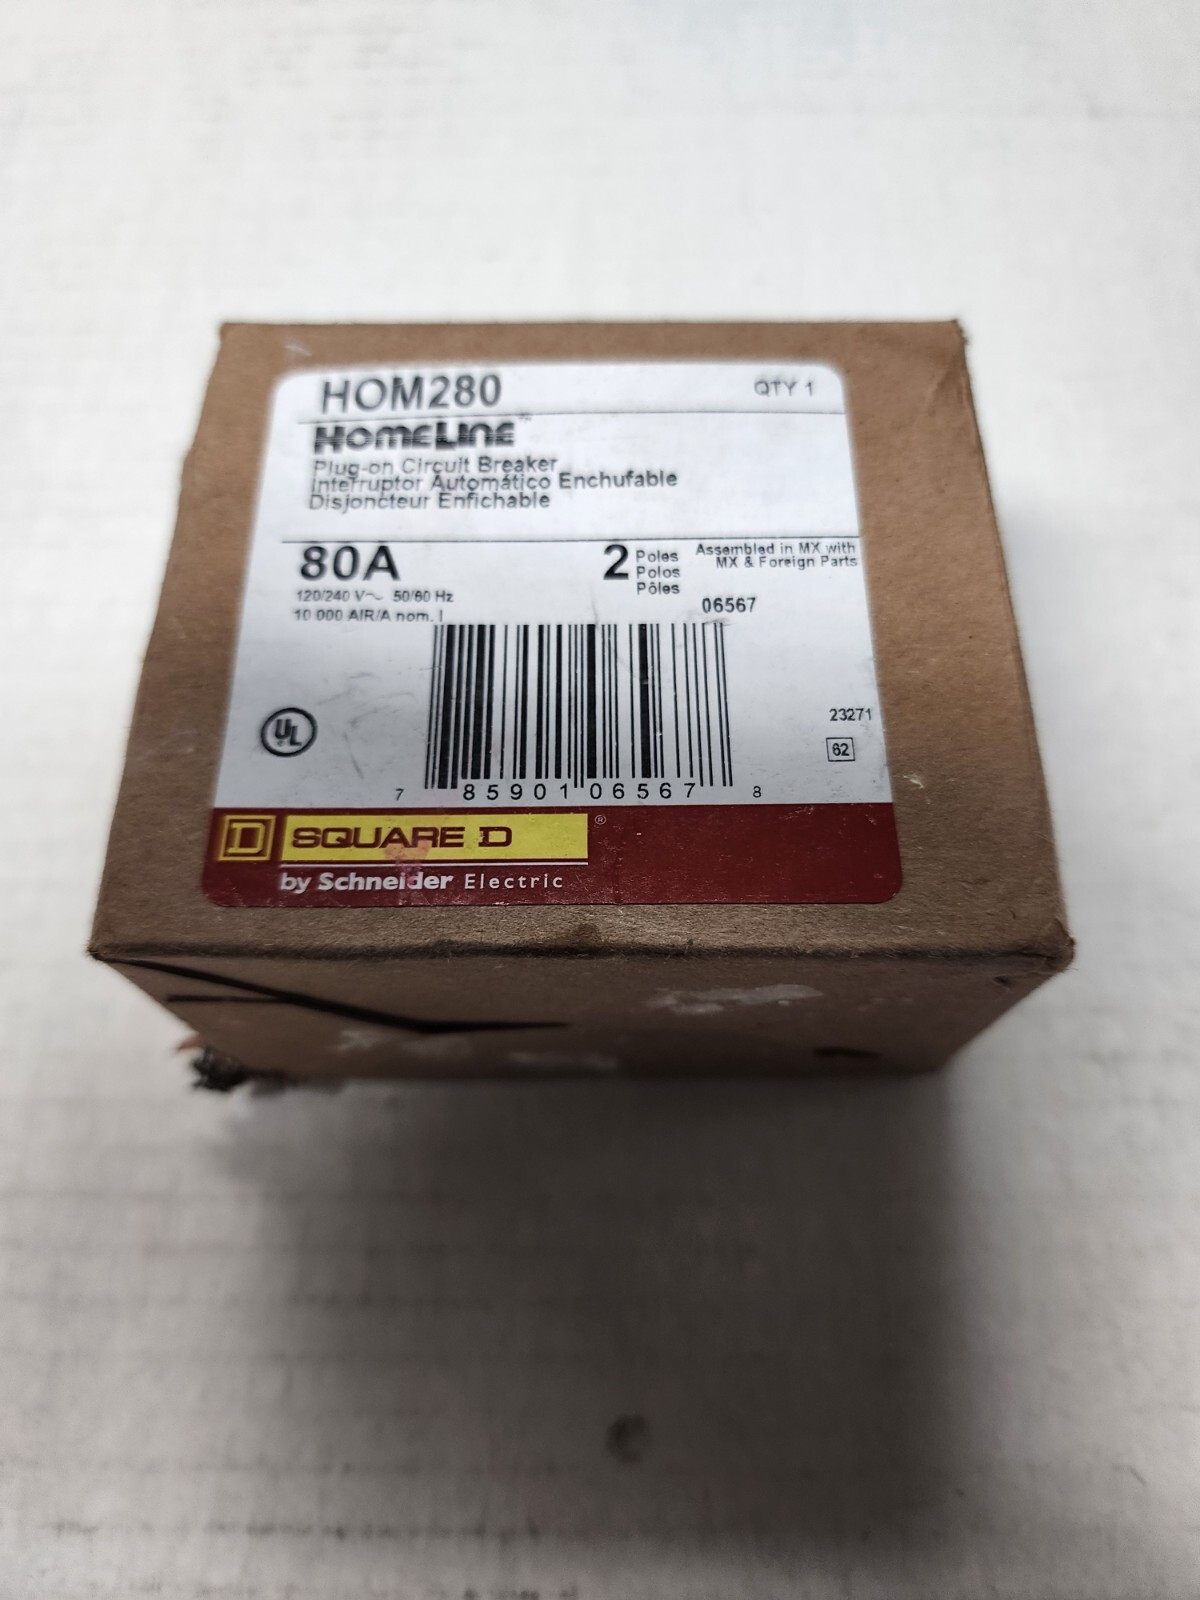 HOM280 QTY 1
HOMELINE™
Plug-on Circuit Breaker
Interruptor Automático Enchufable
Disjoncteur Enfichable
80A 2 Poles Assembled in MX with
Polos MX & Foreign Parts
Pôles
120/240 V～ 50/60 Hz
10 000 AIR/A nom. I
06567
23271
UL
62
7 85901 06567 8
D SQUARE D ®
by Schneider Electric